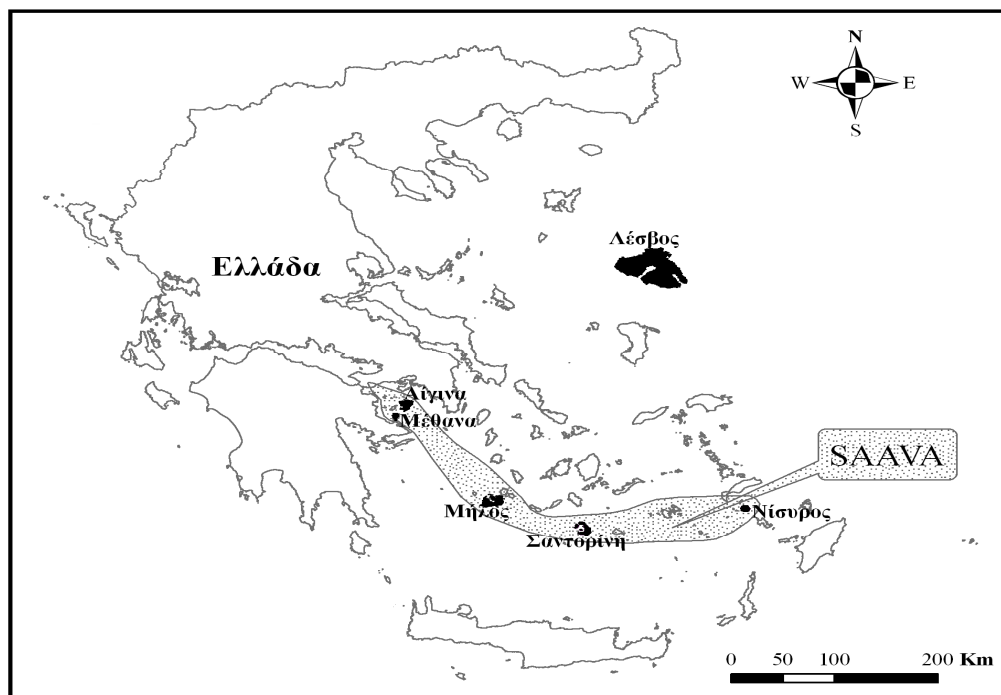 N
W E
S
Λέσβος
Ελλάδα
Αίγινα
Μέθανα
SAAVA
Μήλος
Νίσυρος
Σαντορίνη
0 50 100 200 Km